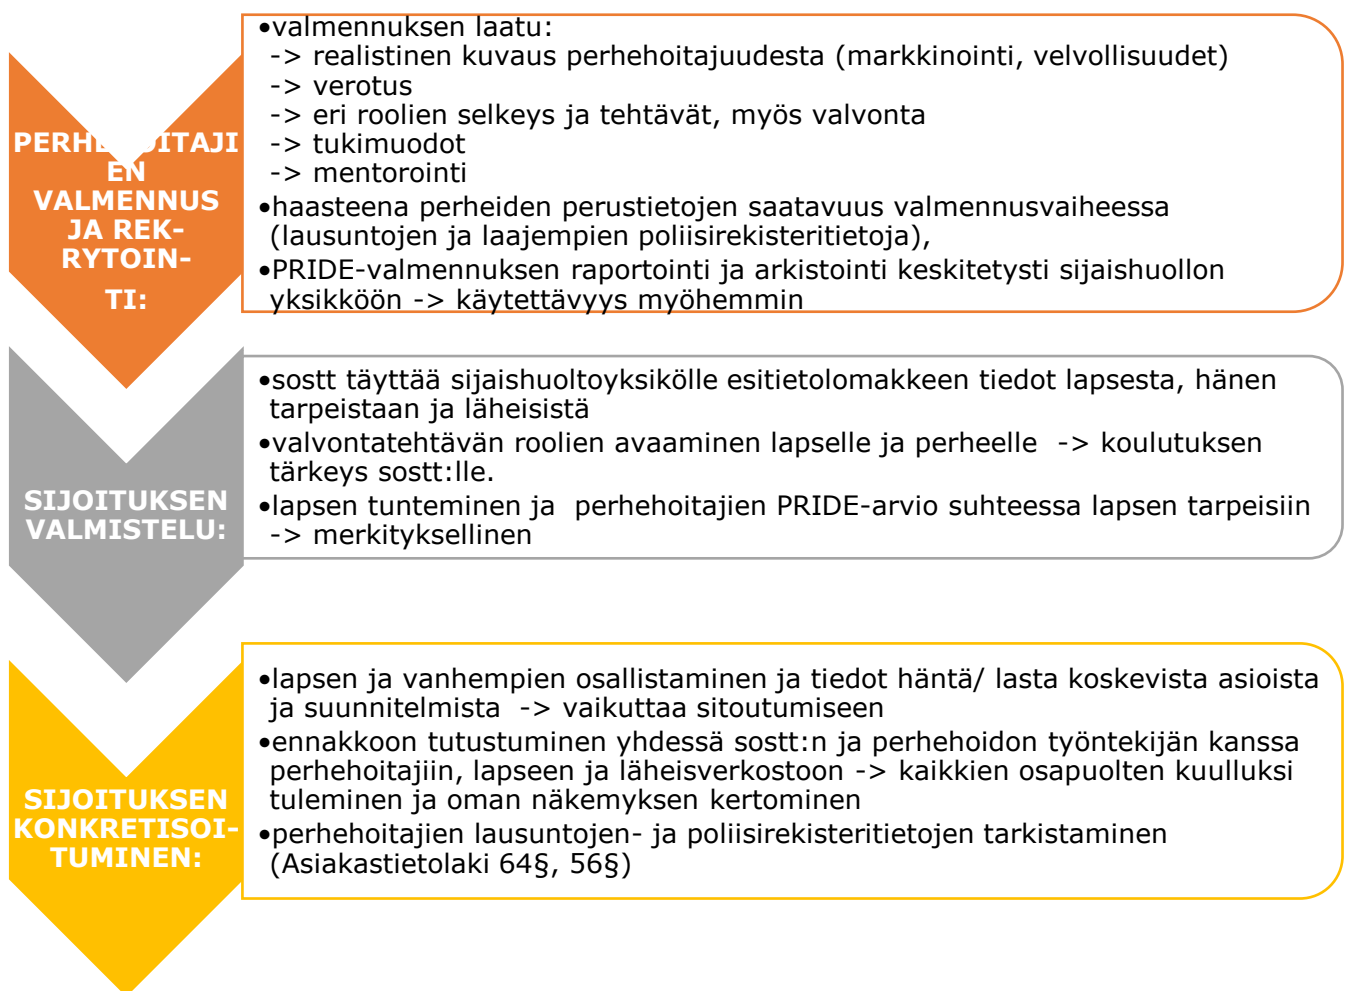 PERHEHOITAJI
EN
VALMENNUS
JA REK-
RYTOIN-
TI:
•valmennuksen laatu:
-> realistinen kuvaus perhehoitajuudesta (markkinointi, velvollisuudet)
-> verotus
-> eri roolien selkeys ja tehtävät, myös valvonta
-> tukimuodot
-> mentorointi
•haasteena perheiden perustietojen saatavuus valmennusvaiheessa
(lausuntojen ja laajempien poliisirekisteritietoja),
•PRIDE-valmennuksen raportointi ja arkistointi keskitetysti sijaishuollon
yksikköön -> käytettävyys myöhemmin
SIJOITUKSEN
VALMISTELU:
•sostt täyttää sijaishuoltoyksikölle esitietolomakkeen tiedot lapsesta, hänen
tarpeistaan ja läheisistä
•valvontatehtävän roolien avaaminen lapselle ja perheelle -> koulutuksen
tärkeys sostt:lle.
•lapsen tunteminen ja perhehoitajien PRIDE-arvio suhteessa lapsen tarpeisiin
-> merkityksellinen
SIJOITUKSEN
KONKRETISOI-
TUMINEN:
•lapsen ja vanhempien osallistaminen ja tiedot häntä/ lasta koskevista asioista
ja suunnitelmista -> vaikuttaa sitoutumiseen
•ennakkoon tutustuminen yhdessä sostt:n ja perhehoidon työntekijän kanssa
perhehoitajiin, lapseen ja läheisverkostoon -> kaikkien osapuolten kuulluksi
tuleminen ja oman näkemyksen kertominen
•perhehoitajien lausuntojen- ja poliisirekisteritietojen tarkistaminen
(Asiakastietolaki 64§, 56§)